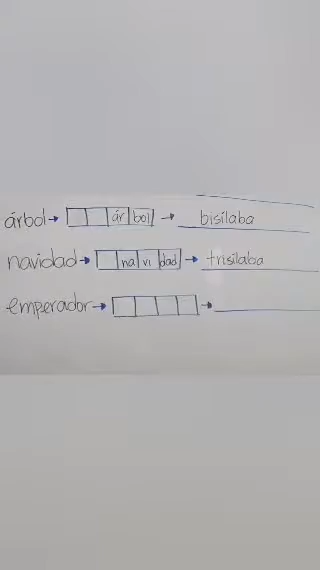 árbol→ ár bol → bisílaba
navidad→ na vi dad → trisílaba
emperador→ →